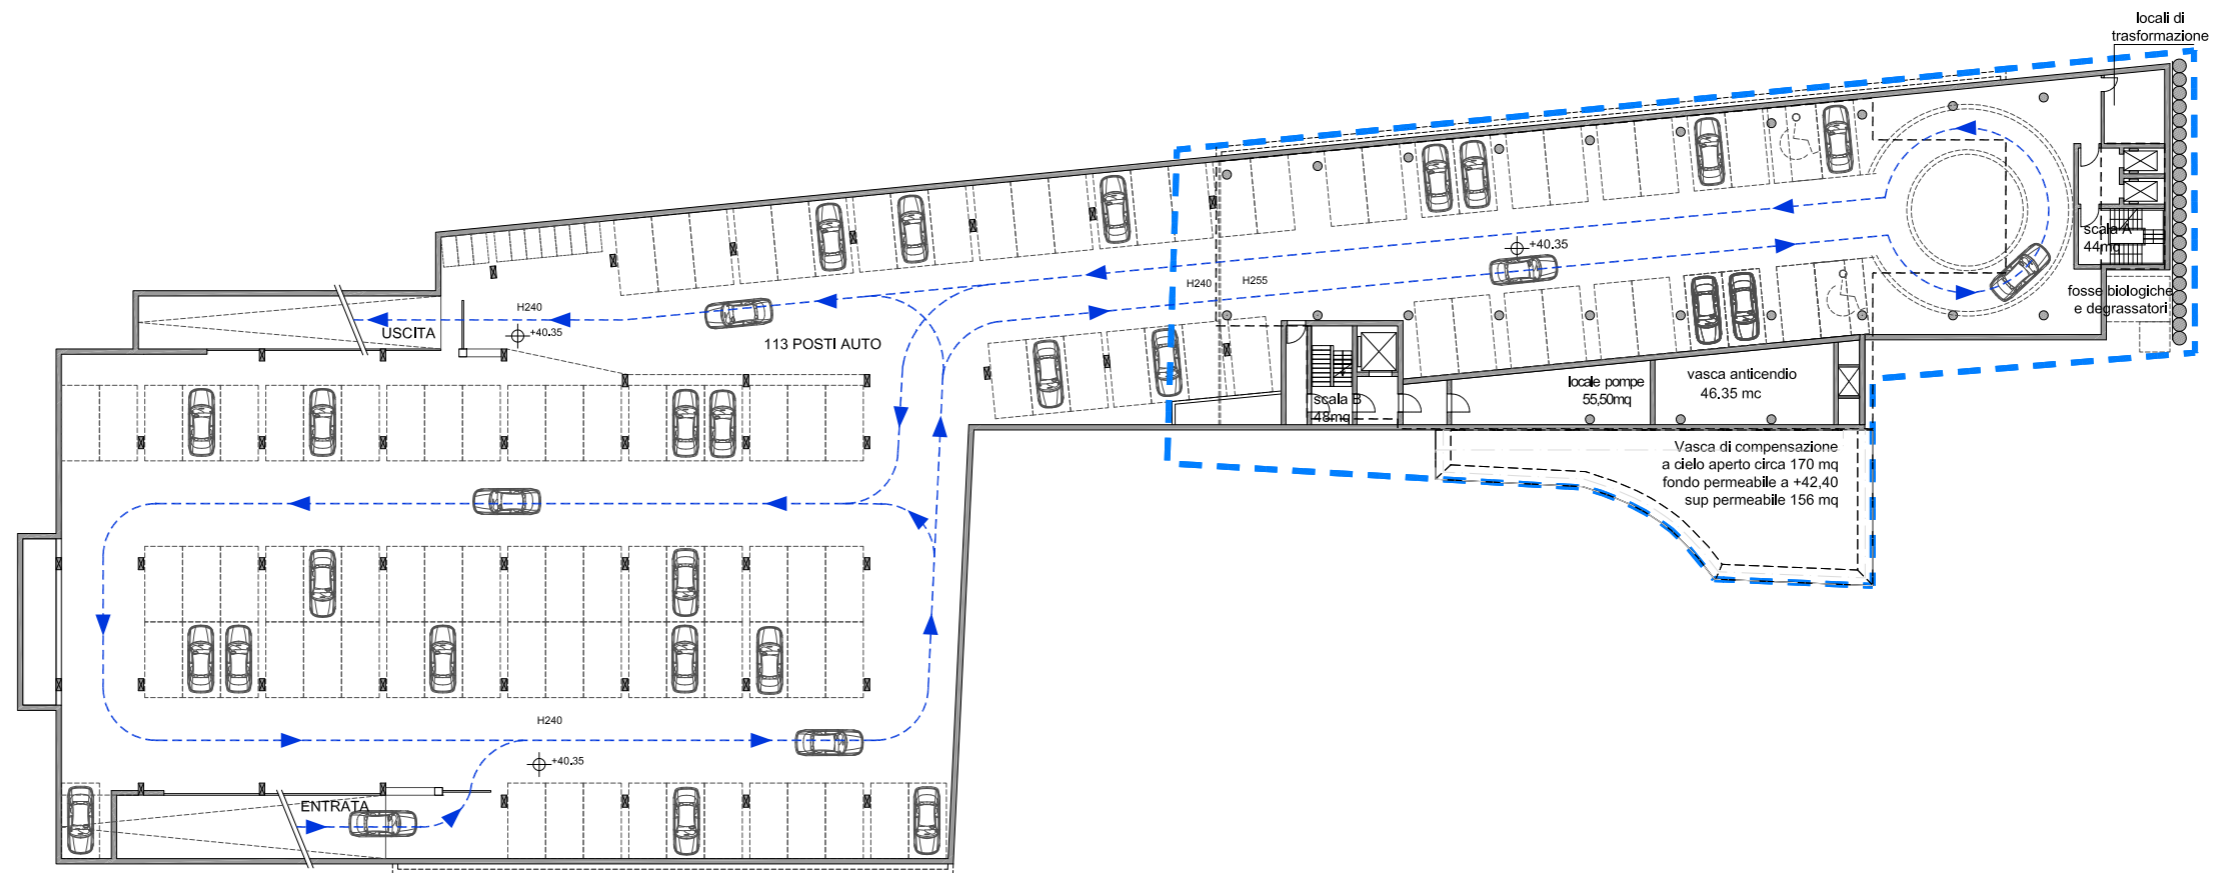 locali di
trasformazione
+40.35
scala A
44mq
H240
H255
fosse biologiche
e degrassatori
H240
USCITA
+40.35
113 POSTI AUTO
locale pompe
55,50mq
vasca anticendio
46.35 mc
scala B
48mq
Vasca di compensazione
a cielo aperto circa 170 mq
fondo permeabile a +42,40
sup permeabile 156 mq
H240
+40.35
ENTRATA